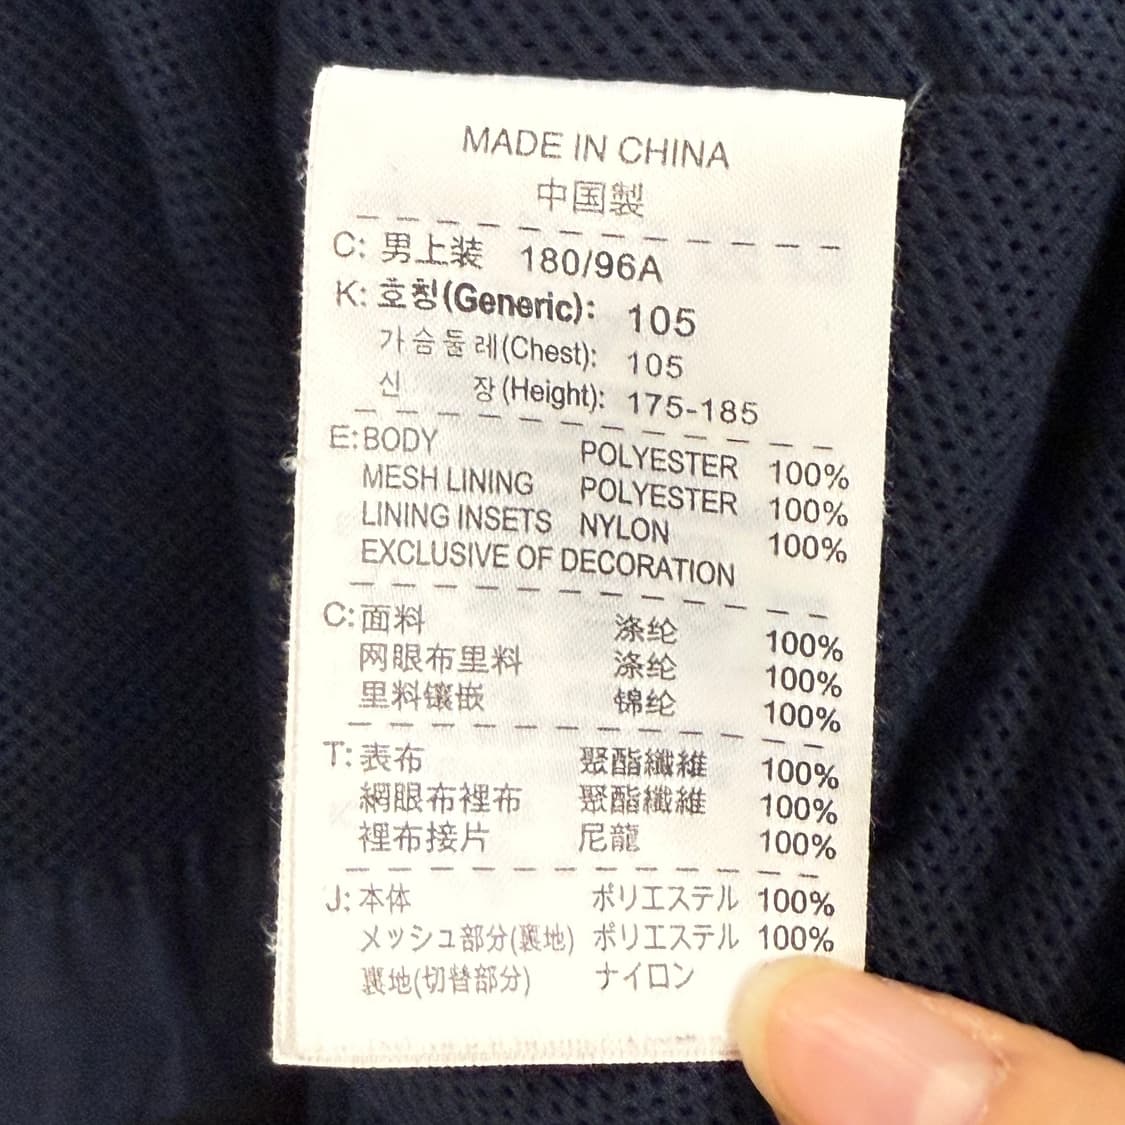 MADE IN CHINA
中国製
C: 男上装 180/96A
K: 호칭(Generic): 105
가슴둘레(Chest): 105
신 장(Height): 175-185
E: BODY POLYESTER 100%
MESH LINING POLYESTER 100%
LINING INSETS NYLON 100%
EXCLUSIVE OF DECORATION
C: 面料 涤纶 100%
网眼布里料 涤纶 100%
里料镶嵌 锦纶 100%
T: 表布 聚酯纖維 100%
網眼布裡布 聚酯纖維 100%
裡布接片 尼龍 100%
J: 本体 ポリエステル 100%
メッシュ部分(裏地) ポリエステル 100%
裏地(切替部分) ナイロン